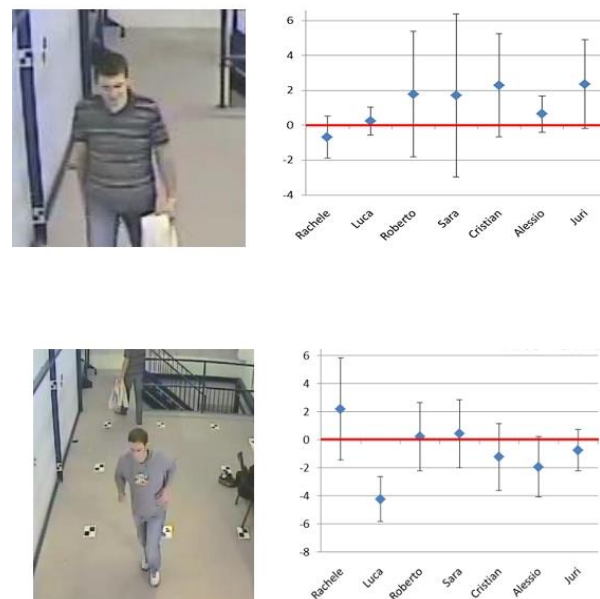 6
4
2
0
-2
-4
Rachele
Luca
Roberto
Sara
Cristian
Alessio
Juri
6
4
2
0
-2
-4
-6
-8
Rachele
Luca
Roberto
Sara
Cristian
Alessio
Juri